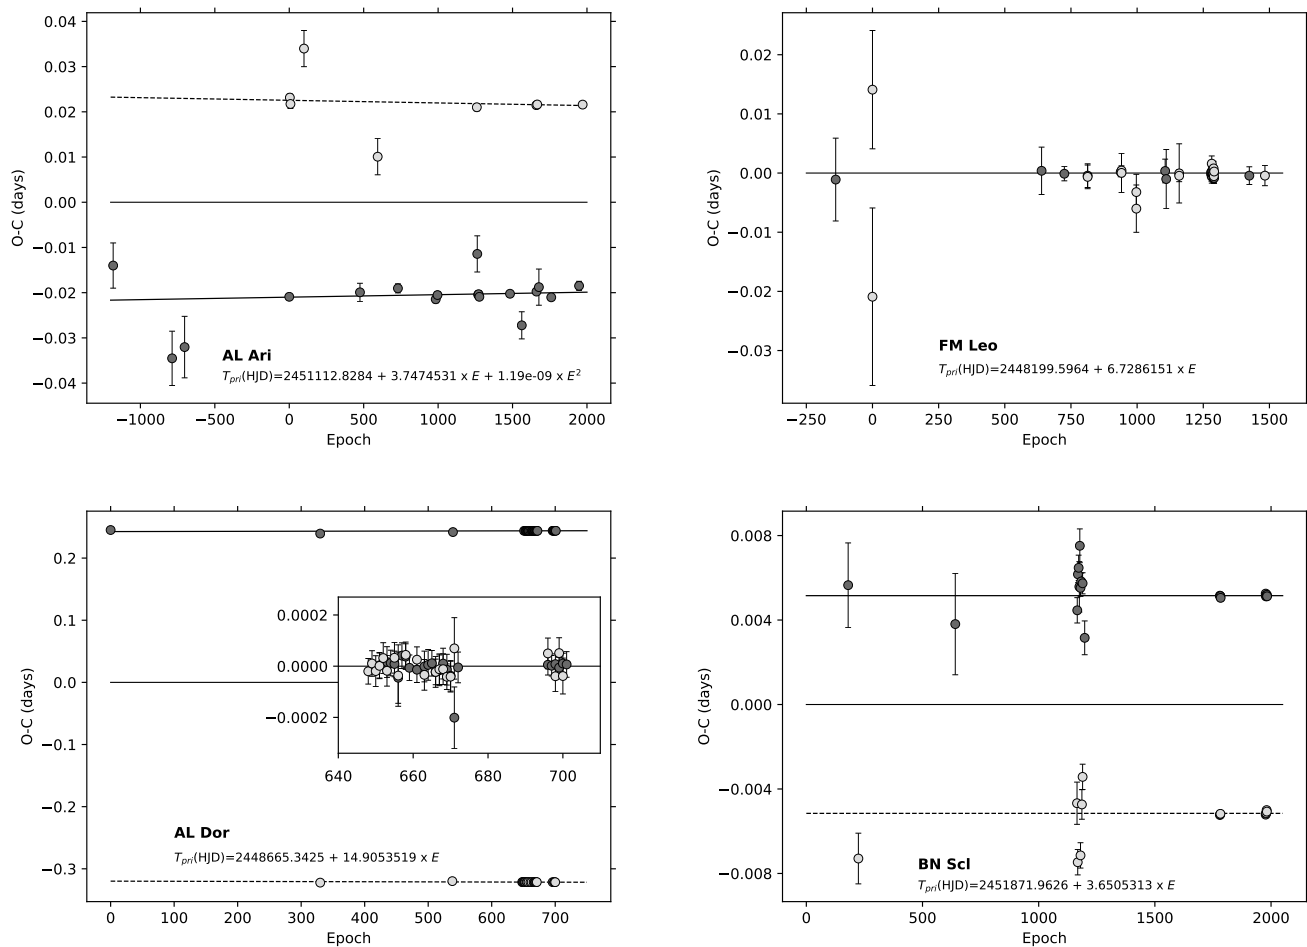 0.04
0.03
0.02
0.01
0.00
−0.01
−0.02
−0.03
−0.04
O-C (days)
AL Ari
T_pri(HJD)=2451112.8284 + 3.7474531 x E + 1.19e-09 x E²
−1000 −500 0 500 1000 1500 2000
Epoch
0.02
0.01
0.00
−0.01
−0.02
−0.03
O-C (days)
FM Leo
T_pri(HJD)=2448199.5964 + 6.7286151 x E
−250 0 250 500 750 1000 1250 1500
Epoch
0.2
0.1
0.0
−0.1
−0.2
−0.3
O-C (days)
0.0002
0.0000
−0.0002
640 660 680 700
AL Dor
T_pri(HJD)=2448665.3425 + 14.9053519 x E
0 100 200 300 400 500 600 700
Epoch
0.008
0.004
0.000
−0.004
−0.008
O-C (days)
BN Scl
T_pri(HJD)=2451871.9626 + 3.6505313 x E
0 500 1000 1500 2000
Epoch